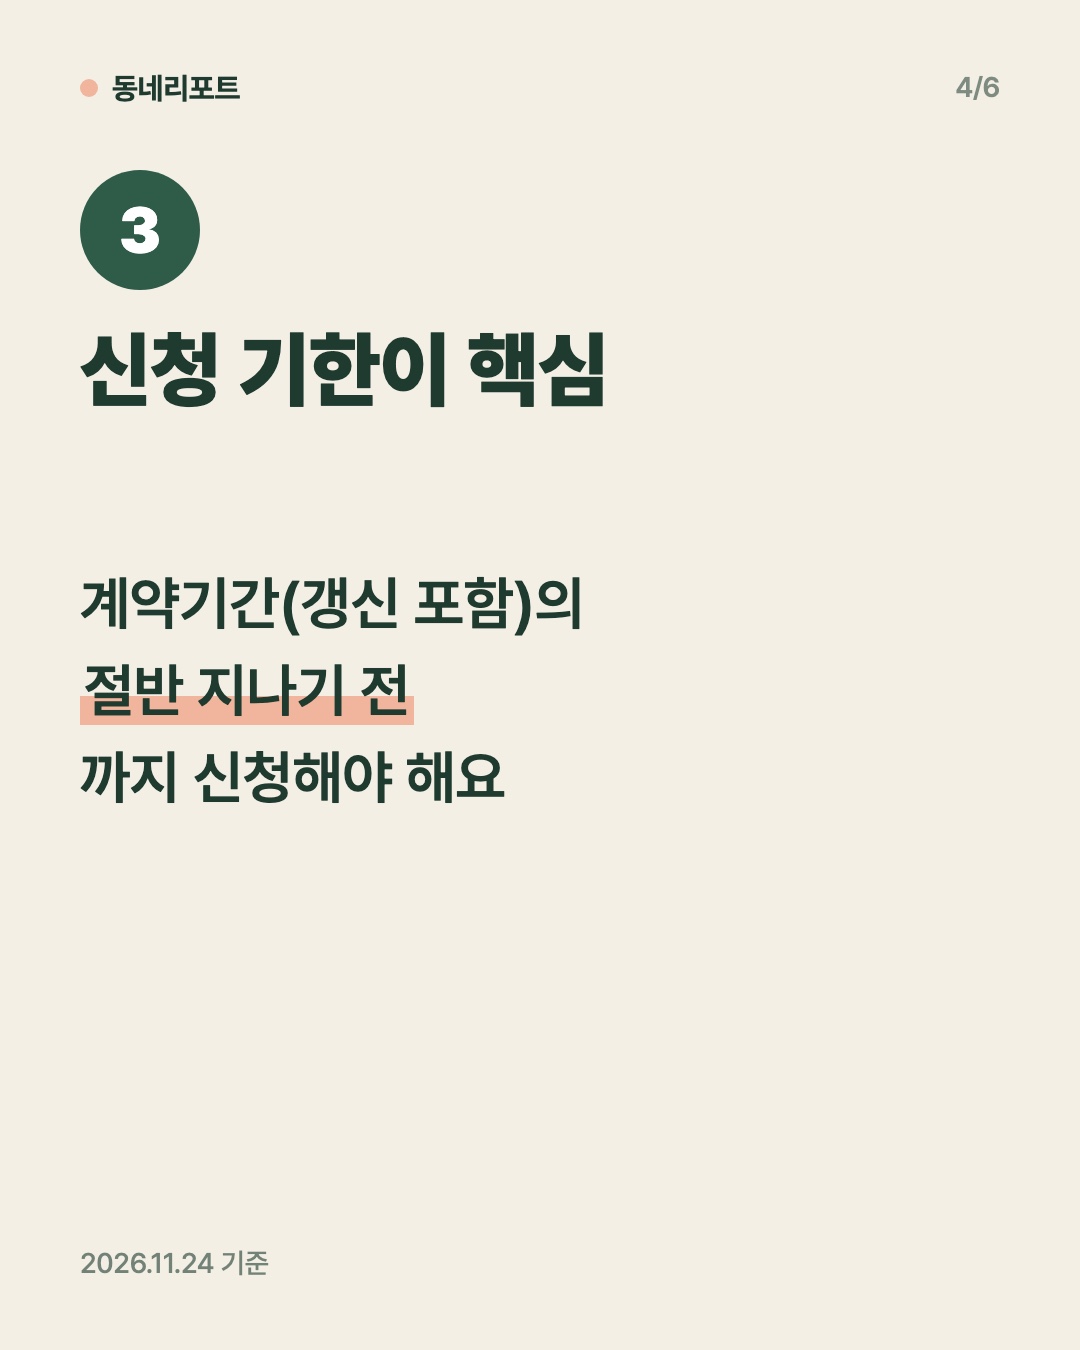 동네리포트
4/6
3
신청 기한이 핵심
계약기간(갱신 포함)의
절반 지나기 전
까지 신청해야 해요
2026.11.24 기준